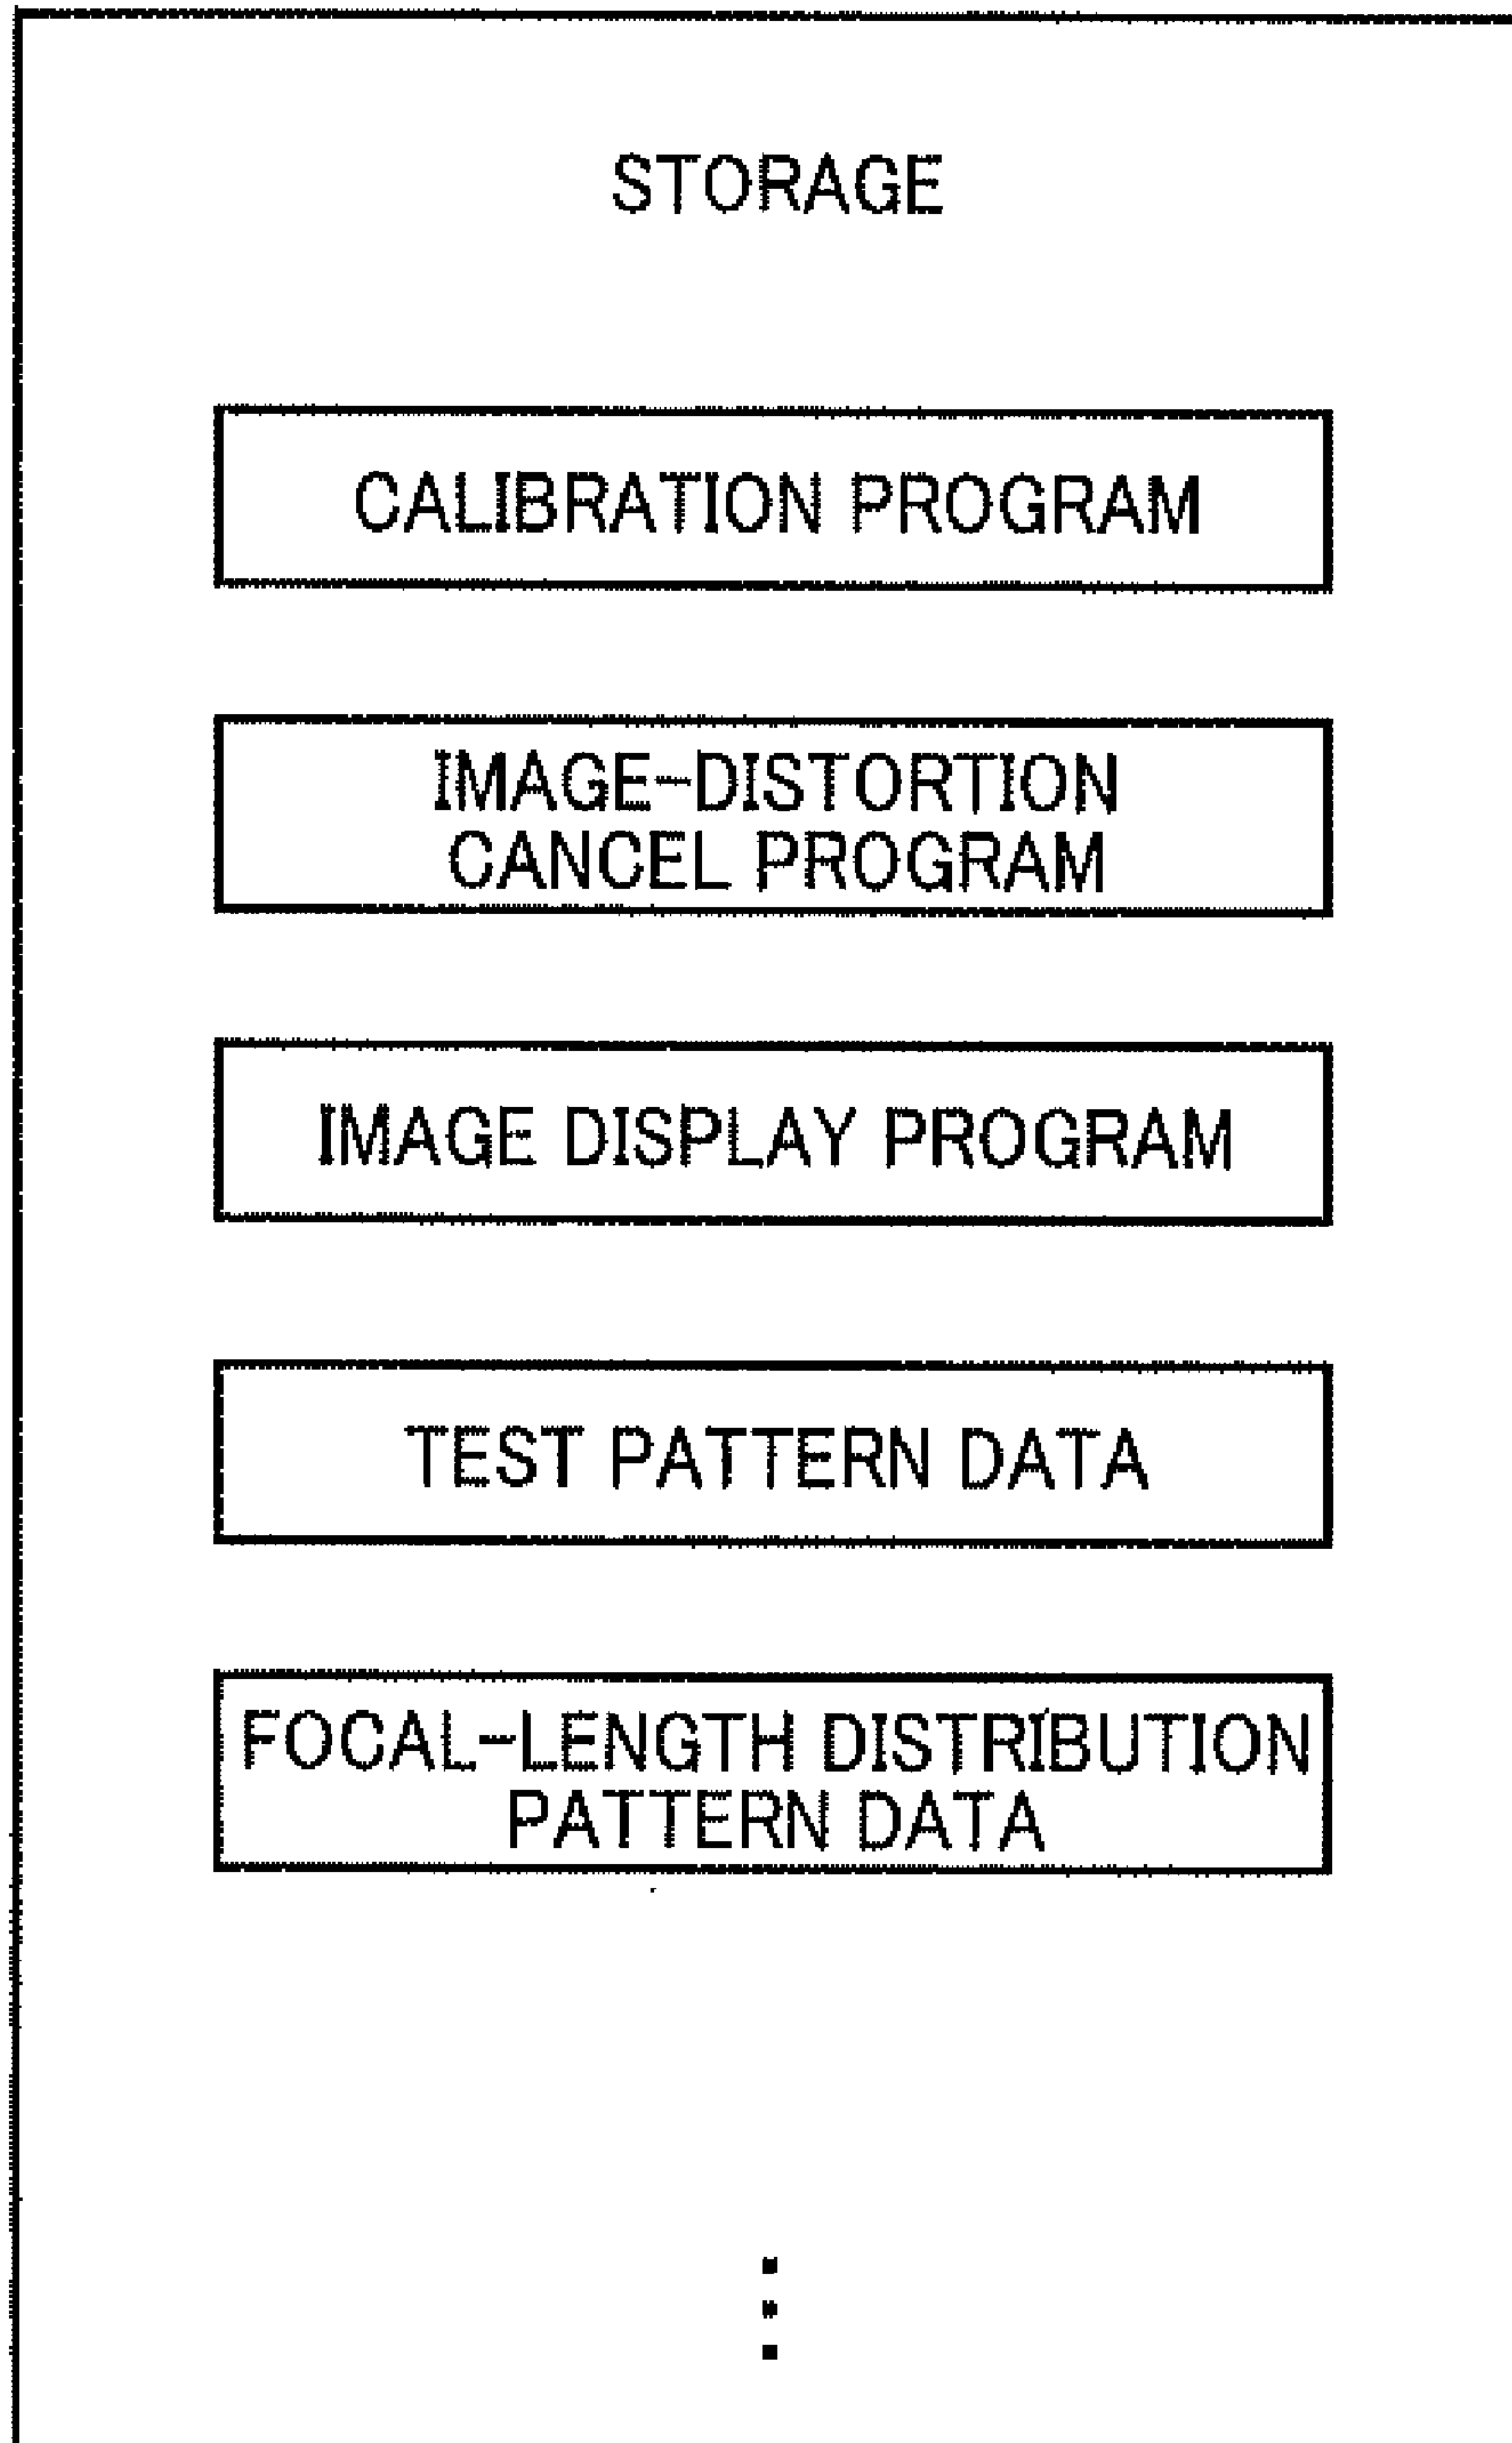 STORAGE
CALIBRATION PROGRAM
IMAGE-DISTORTION
CANCEL PROGRAM
IMAGE DISPLAY PROGRAM
TEST PATTERN DATA
FOCAL-LENGTH DISTRIBUTION
PATTERN DATA